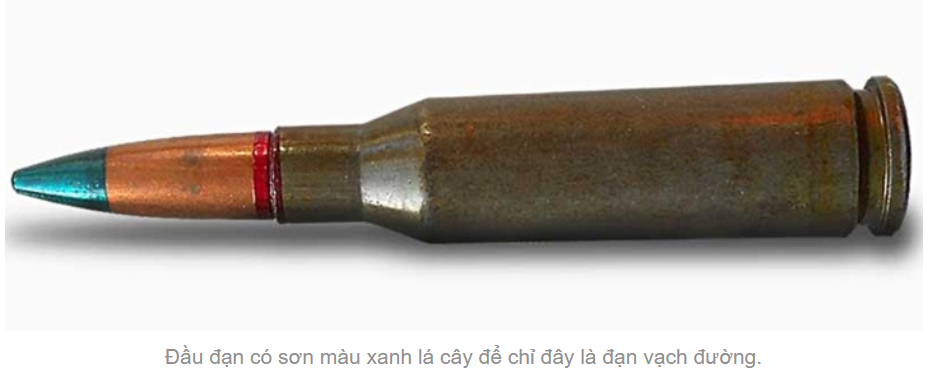 Đầu đạn có sơn màu xanh lá cây để chỉ đây là đạn vạch đường.